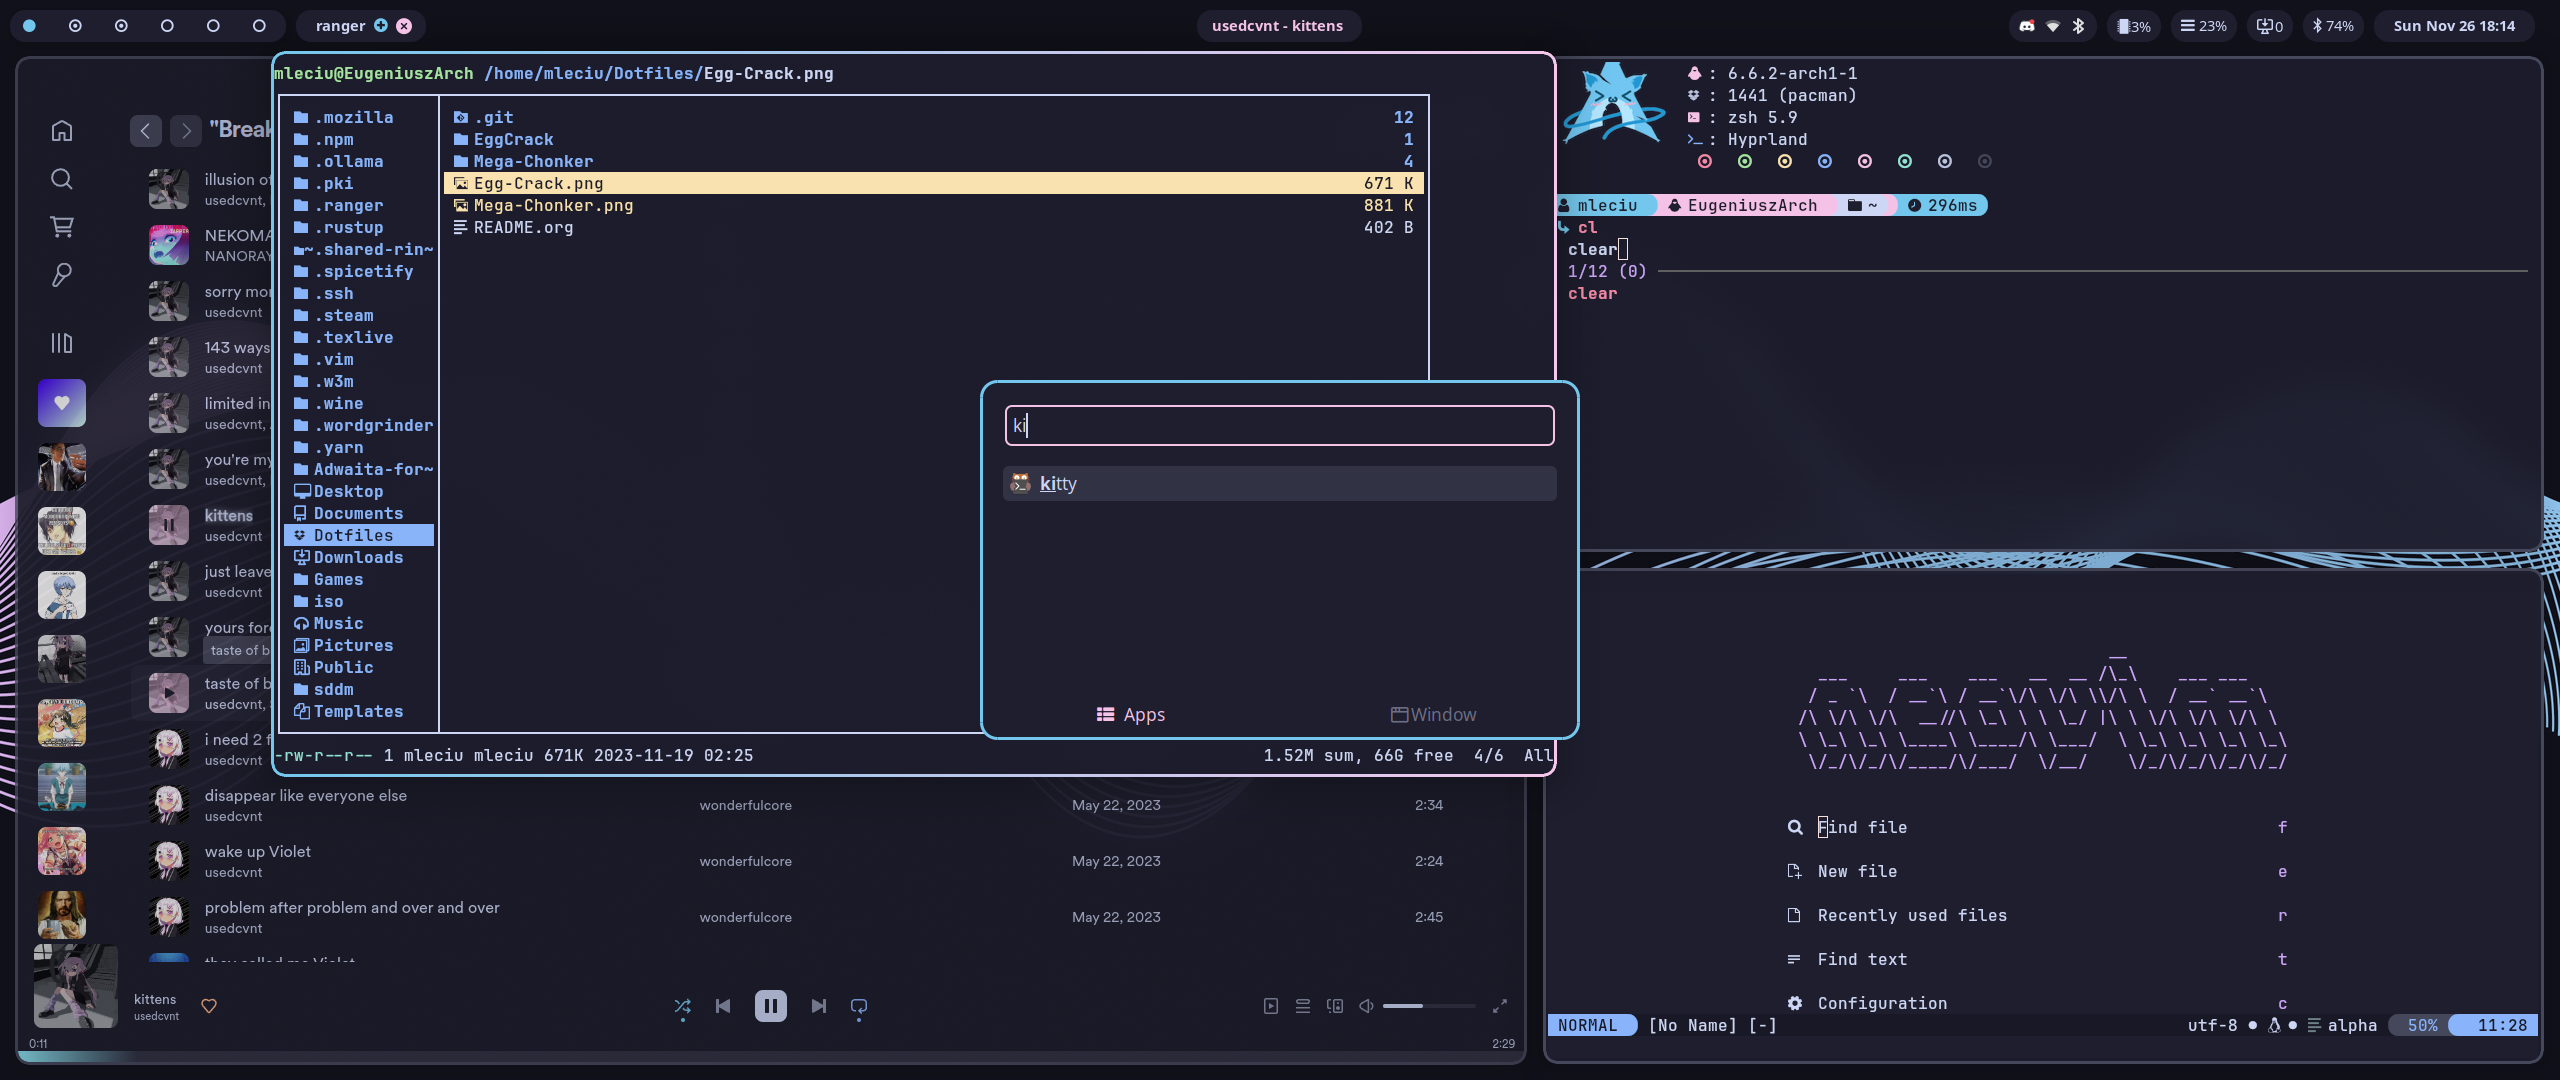 ranger
usedcvnt - kittens
3%
23%
0
74%
Sun Nov 26 18:14
"Break
illusion of
usedcvnt,
NEKOMA
NANORAY
sorry mor
usedcvnt
143 ways
usedcvnt
limited in
usedcvnt,
you're my
usedcvnt,
kittens
usedcvnt
just leave
usedcvnt
yours fore
taste of b
taste of b
usedcvnt,
i need 2 f
usedcvnt
disappear like everyone else
usedcvnt
wonderfulcore May 22, 2023 2:34
wake up Violet
usedcvnt
wonderfulcore May 22, 2023 2:24
problem after problem and over and over
usedcvnt
wonderfulcore May 22, 2023 2:45
they called me Violet
kittens
usedcvnt
0:11
2:29
mleciu@EugeniuszArch /home/mleciu/Dotfiles/Egg-Crack.png
.mozilla
.npm
.ollama
.pki
.ranger
.rustup
~.shared-rin~
.spicetify
.ssh
.steam
.texlive
.vim
.w3m
.wine
.wordgrinder
.yarn
Adwaita-for~
Desktop
Documents
Dotfiles
Downloads
Games
iso
Music
Pictures
Public
sddm
Templates
.git 12
EggCrack 1
Mega-Chonker 4
Egg-Crack.png 671 K
Mega-Chonker.png 881 K
README.org 402 B
-rw-r--r-- 1 mleciu mleciu 671K 2023-11-19 02:25 1.52M sum, 66G free 4/6 All
ki
kitty
Apps
Window
: 6.6.2-arch1-1
: 1441 (pacman)
: zsh 5.9
: Hyprland
mleciu EugeniuszArch ~ 296ms
cl
clear
1/12 (0)
clear
neovim
Find file f
New file e
Recently used files r
Find text t
Configuration c
NORMAL [No Name] [-] utf-8 alpha 50% 11:28